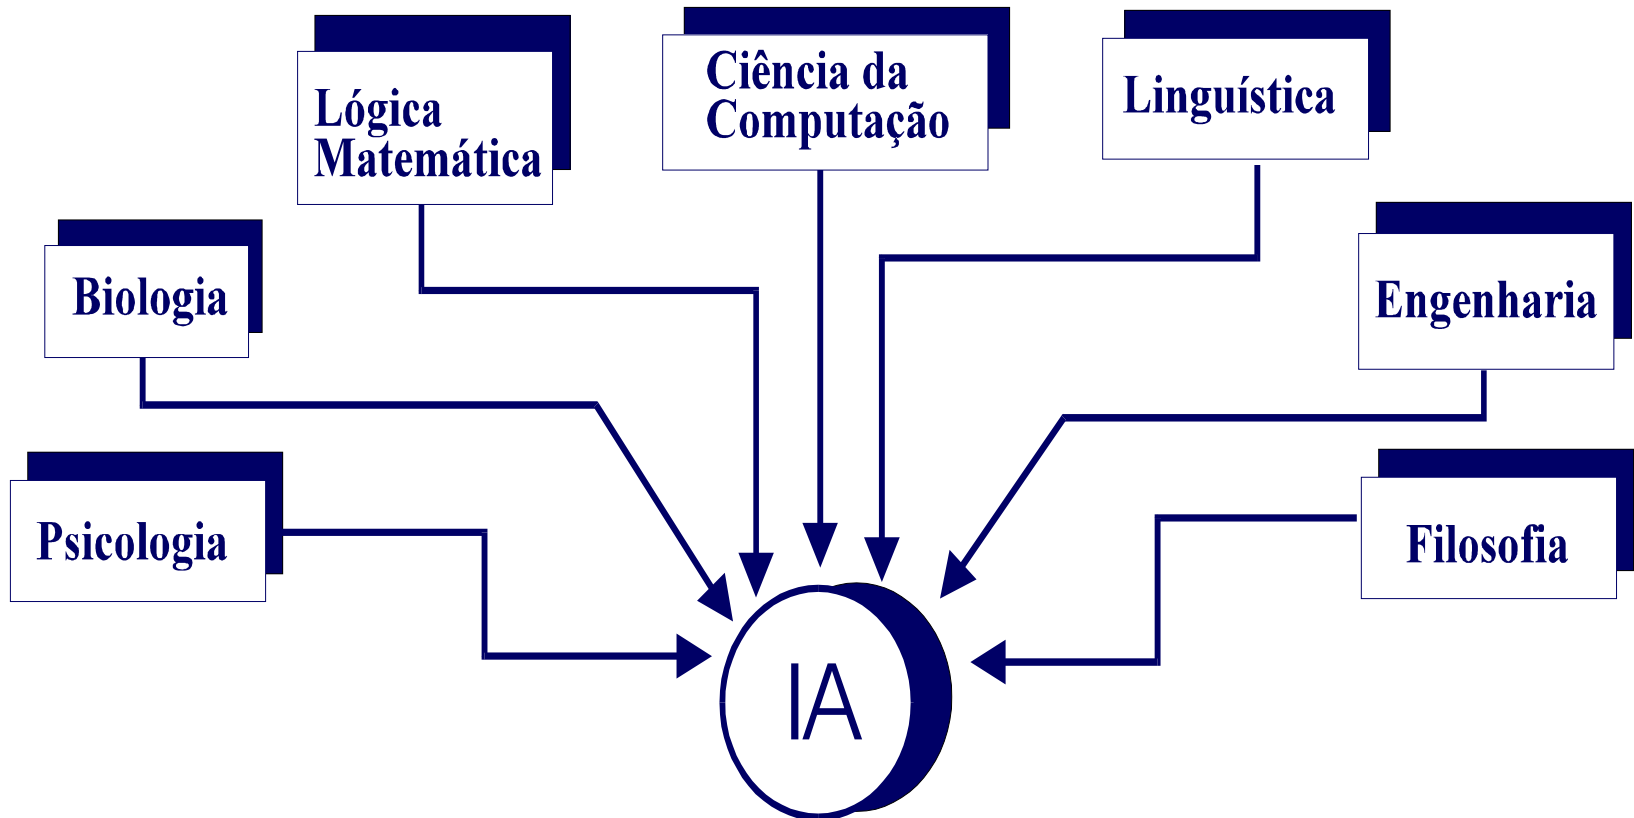 Lógica
Matemática
Ciência da
Computação
Linguística
Biologia
Engenharia
Psicologia
Filosofia
IA